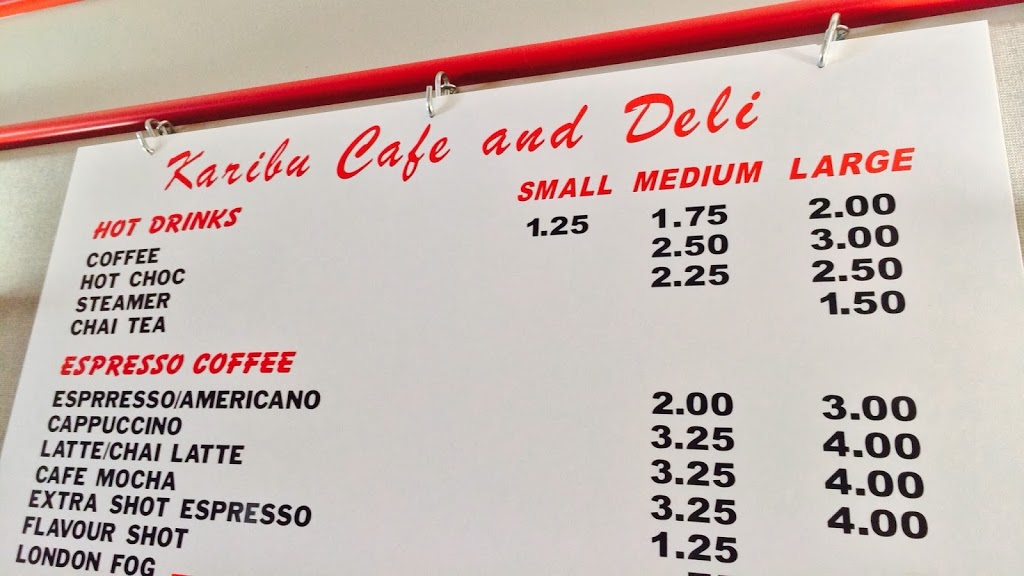 Karibu Cafe and Deli
SMALL MEDIUM LARGE
HOT DRINKS
COFFEE 1.25 1.75 2.00
HOT CHOC 2.50 3.00
STEAMER 2.25 2.50
CHAI TEA 1.50
ESPRESSO COFFEE
ESPRRESSO/AMERICANO 2.00 3.00
CAPPUCCINO 3.25 4.00
LATTE/CHAI LATTE 3.25 4.00
CAFE MOCHA 3.25 4.00
EXTRA SHOT ESPRESSO 1.25
FLAVOUR SHOT
LONDON FOG